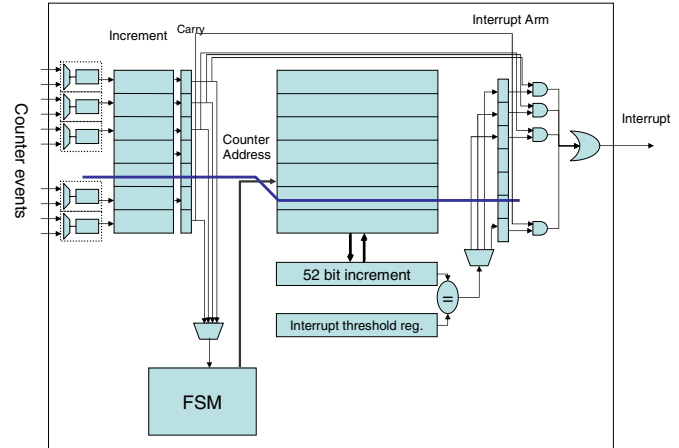 Interrupt Arm
Increment
Carry
Counter events
Counter
Address
Interrupt
52 bit increment
=
Interrupt threshold reg.
FSM